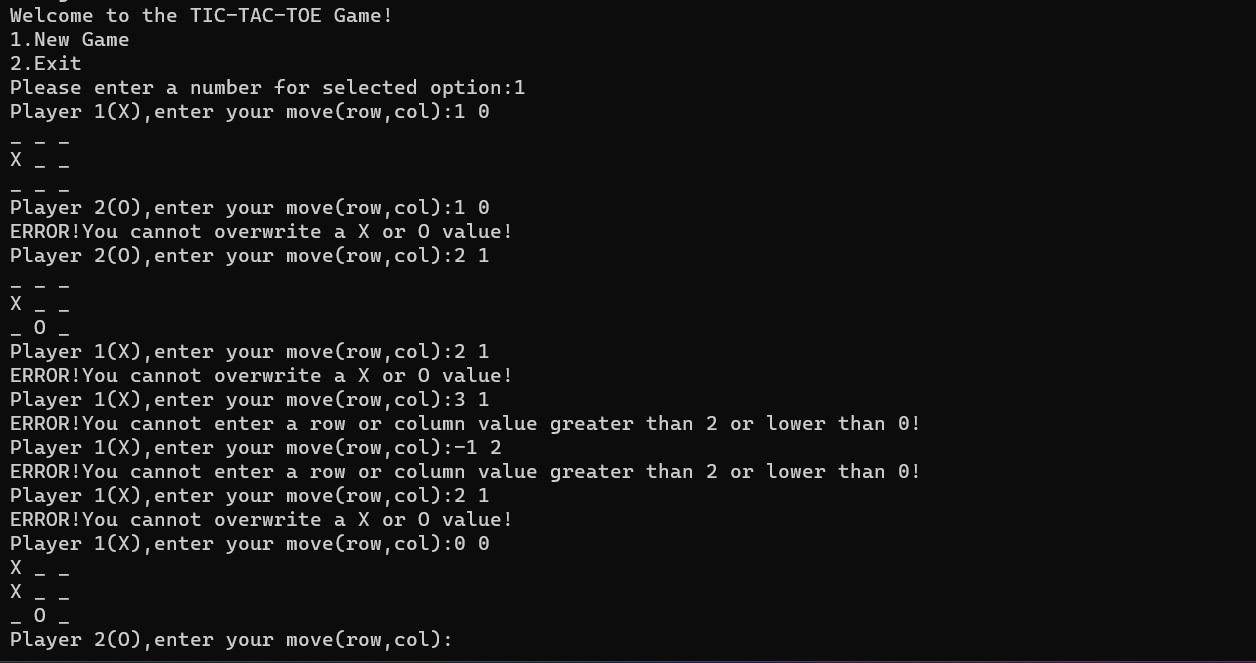 Welcome to the TIC-TAC-TOE Game!
1.New Game
2.Exit
Please enter a number for selected option:1
Player 1(X),enter your move(row,col):1 0
_ _ _
X _ _
_ _ _
Player 2(O),enter your move(row,col):1 0
ERROR!You cannot overwrite a X or O value!
Player 2(O),enter your move(row,col):2 1
_ _ _
X _ _
_ O _
Player 1(X),enter your move(row,col):2 1
ERROR!You cannot overwrite a X or O value!
Player 1(X),enter your move(row,col):3 1
ERROR!You cannot enter a row or column value greater than 2 or lower than 0!
Player 1(X),enter your move(row,col):-1 2
ERROR!You cannot enter a row or column value greater than 2 or lower than 0!
Player 1(X),enter your move(row,col):2 1
ERROR!You cannot overwrite a X or O value!
Player 1(X),enter your move(row,col):0 0
X _ _
X _ _
_ O _
Player 2(O),enter your move(row,col):